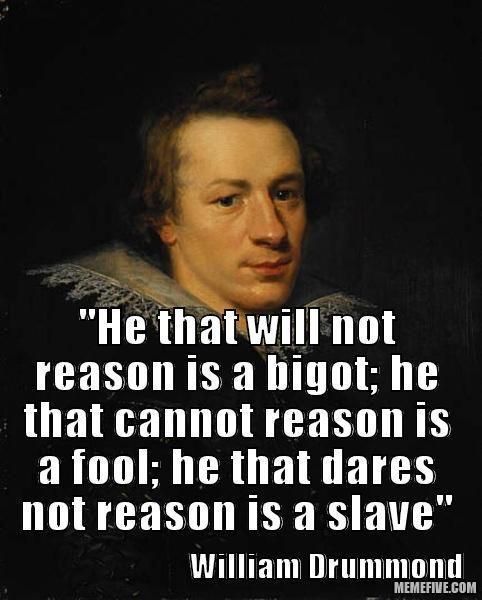 "He that will not
reason is a bigot; he
that cannot reason is
a fool; he that dares
not reason is a slave"
William Drummond
MEMEFIVE.COM